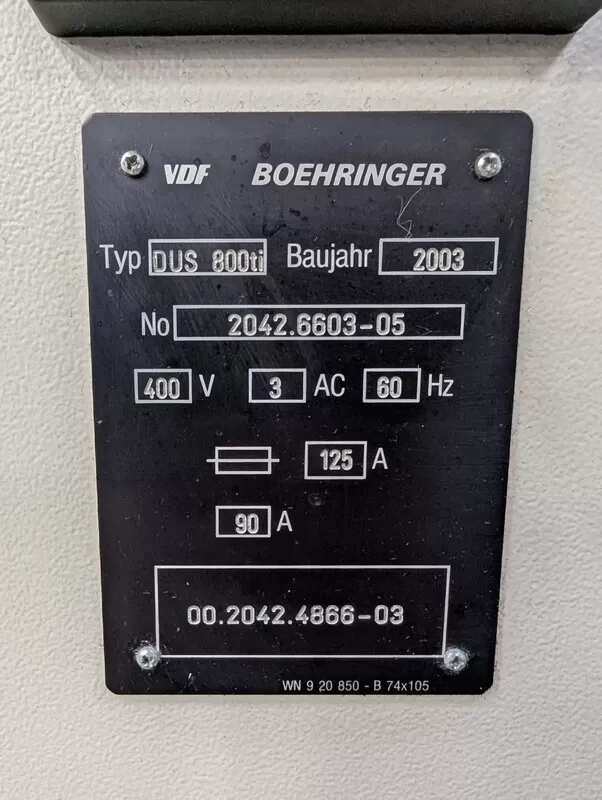 VDF BOEHRINGER
Typ DUS 800ti Baujahr 2003
No 2042.6603-05
400 V 3 AC 60 Hz
125 A
90 A
00.2042.4866-03
WN 9 20 850 - B 74x105